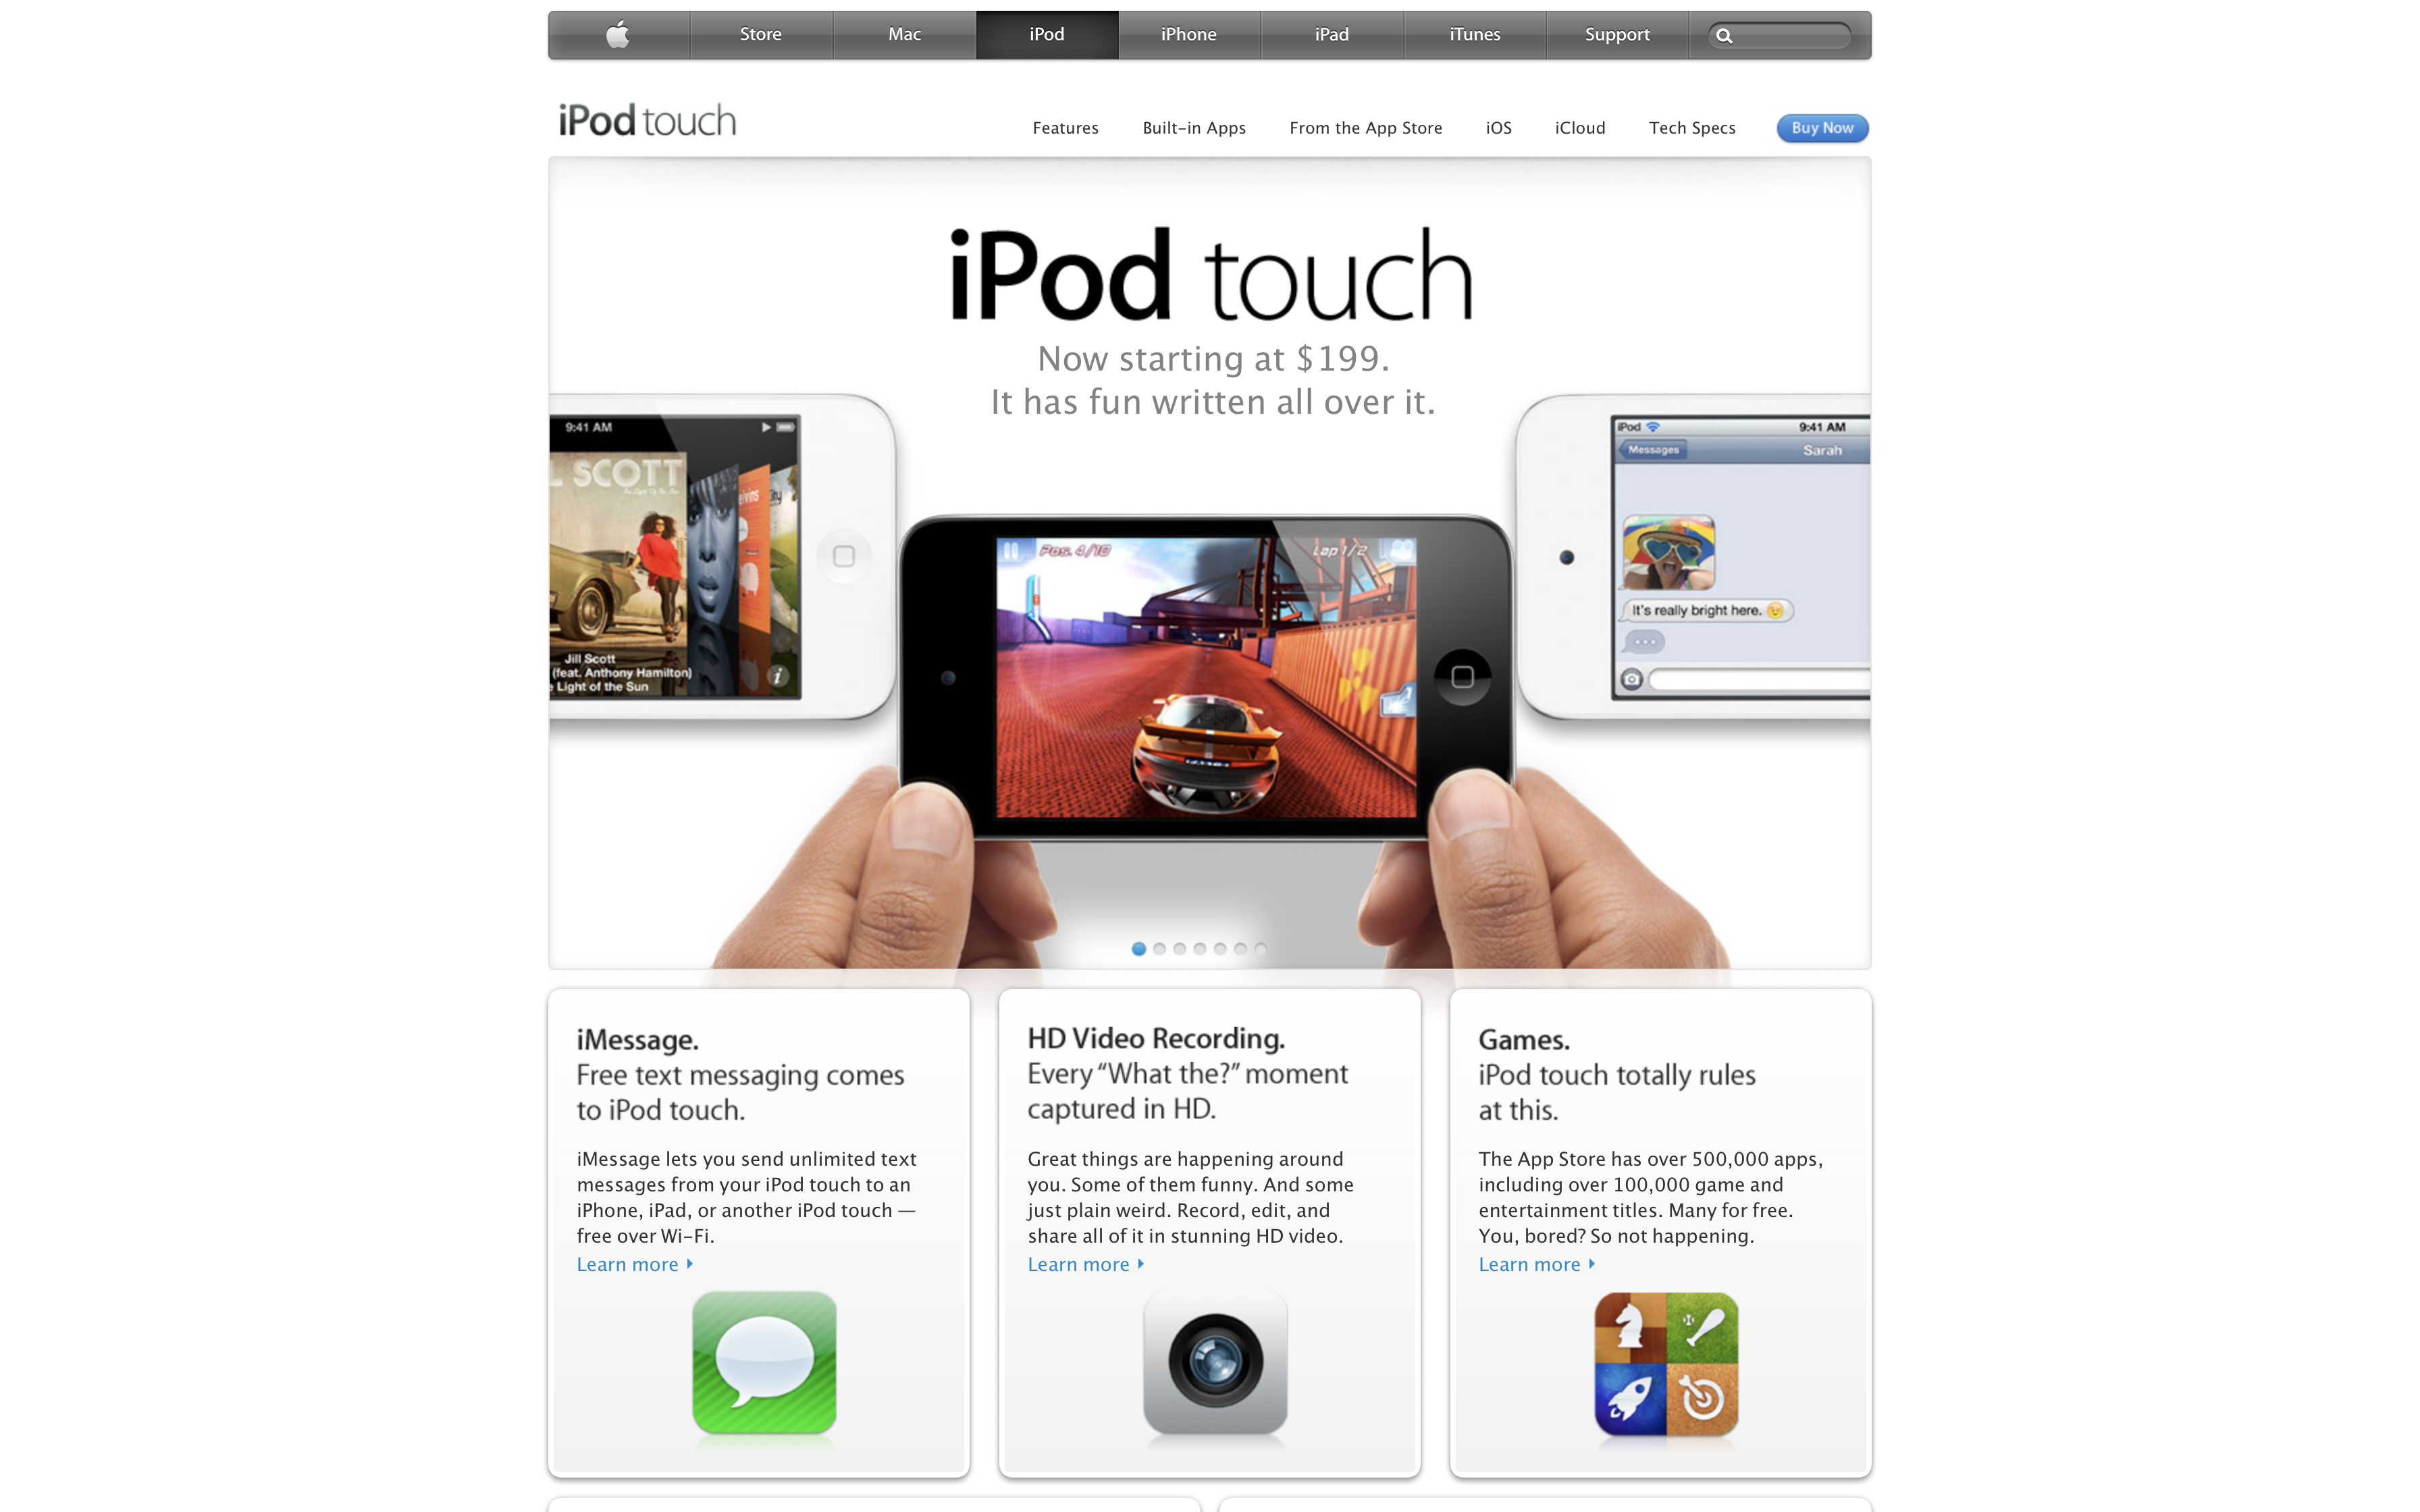 Store
Mac
iPod
iPhone
iPad
iTunes
Support
iPod touch
Features
Built-in Apps
From the App Store
iOS
iCloud
Tech Specs
Buy Now
iPod touch
Now starting at $199.
It has fun written all over it.
9:41 AM
L SCOTT
Jill Scott
(feat. Anthony Hamilton)
e Light of the Sun
Pos. 4/10
Lap 1/2
iPod
9:41 AM
Messages
Sarah
It's really bright here. 😉
iMessage.
Free text messaging comes
to iPod touch.
iMessage lets you send unlimited text
messages from your iPod touch to an
iPhone, iPad, or another iPod touch —
free over Wi-Fi.
Learn more
HD Video Recording.
Every “What the?” moment
captured in HD.
Great things are happening around
you. Some of them funny. And some
just plain weird. Record, edit, and
share all of it in stunning HD video.
Learn more
Games.
iPod touch totally rules
at this.
The App Store has over 500,000 apps,
including over 100,000 game and
entertainment titles. Many for free.
You, bored? So not happening.
Learn more